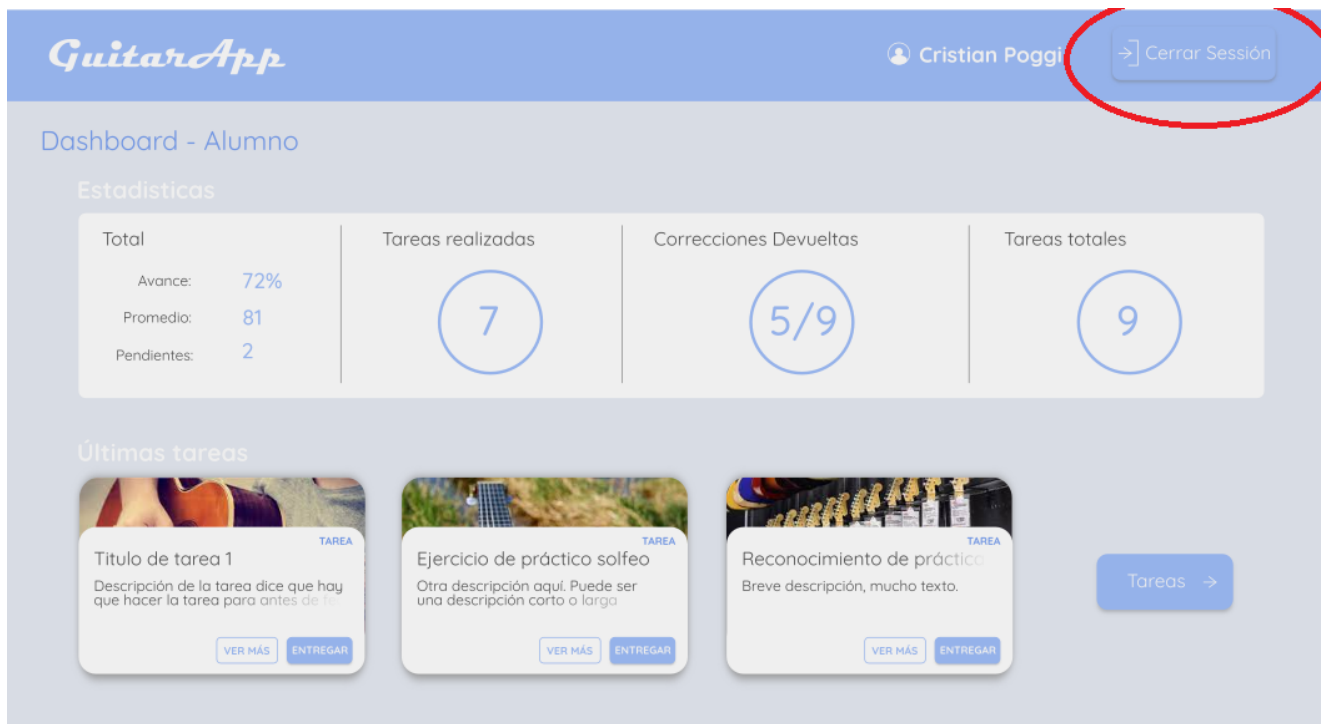 GuitarApp
Cristian Poggi
Cerrar Sessión
Dashboard - Alumno
Estadisticas
Total
Avance: 72%
Promedio: 81
Pendientes: 2
Tareas realizadas
7
Correcciones Devueltas
5/9
Tareas totales
9
Últimas tareas
TAREA
Titulo de tarea 1
Descripción de la tarea dice que hay
que hacer la tarea para antes de
VER MÁS
ENTREGAR
TAREA
Ejercicio de práctico solfeo
Otra descripción aquí. Puede ser
una descripción corto o larga
VER MÁS
ENTREGAR
TAREA
Reconocimiento de práctico
Breve descripción, mucho texto.
VER MÁS
ENTREGAR
Tareas →